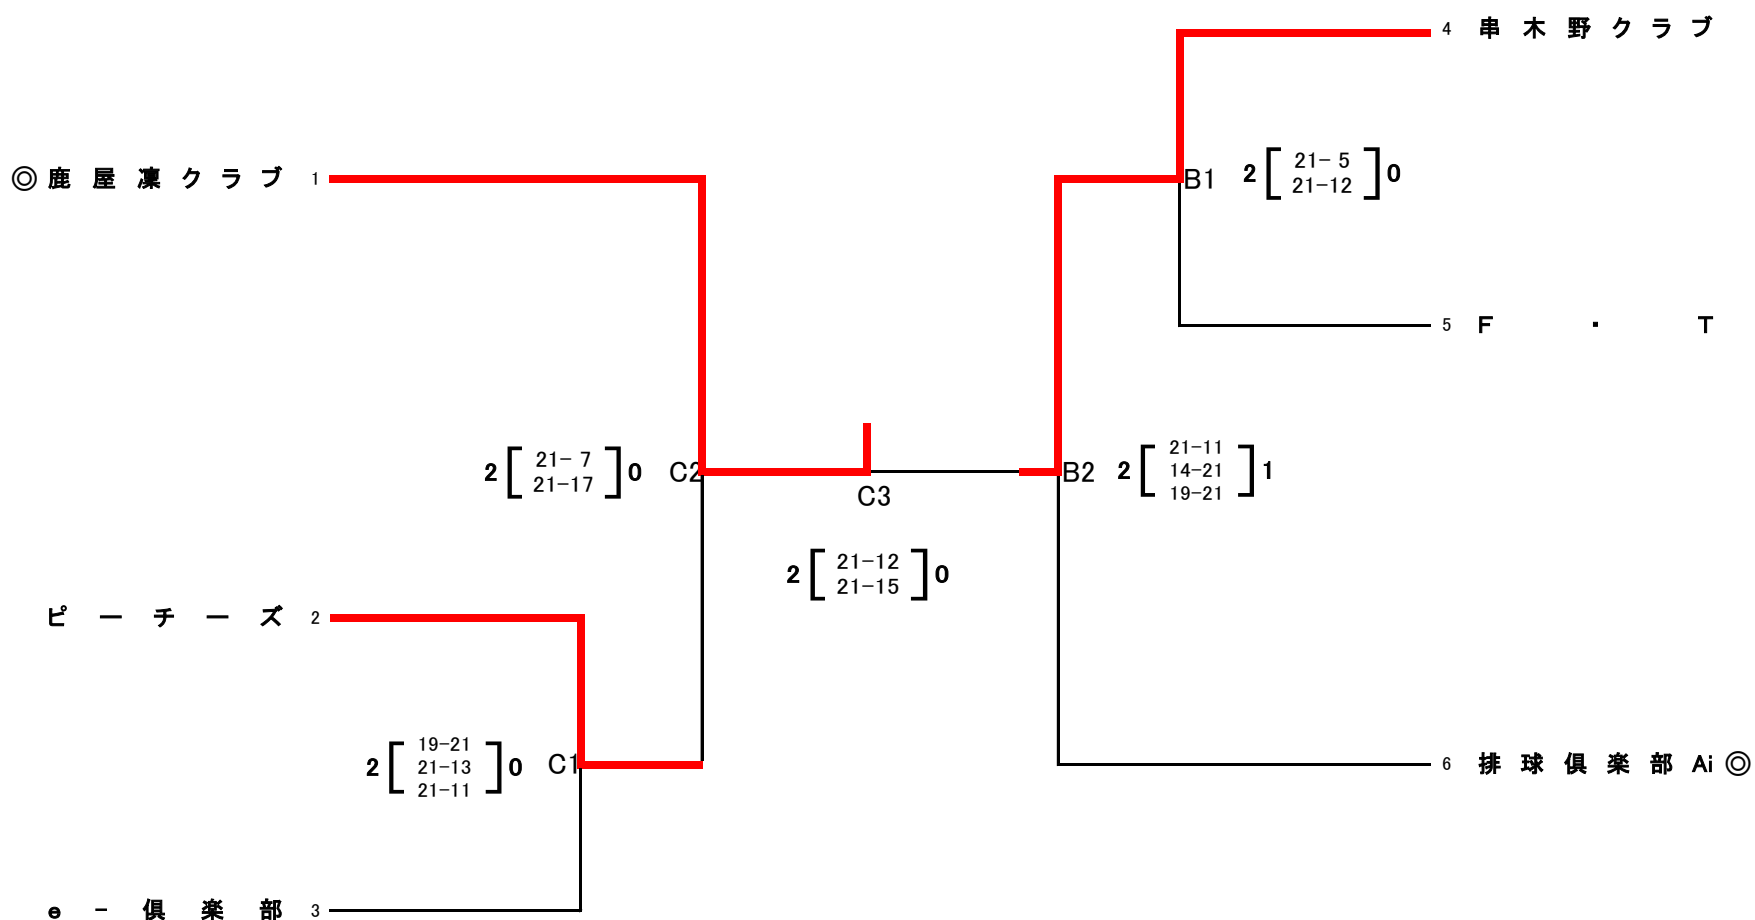 4 串木野クラブ
◎ 鹿屋凜クラブ 1
B1 2 [ 21- 5 ] 0
21-12
5 F・T
2 [ 21- 7 ] 0 C2
21-17
C3
B2 2 [ 21-11 ] 1
14-21
19-21
2 [ 21-12 ] 0
21-15
ピーチーズ 2
2 [ 19-21 ] 0 C1
21-13
21-11
6 排球倶楽部 Ai ◎
e-倶楽部 3